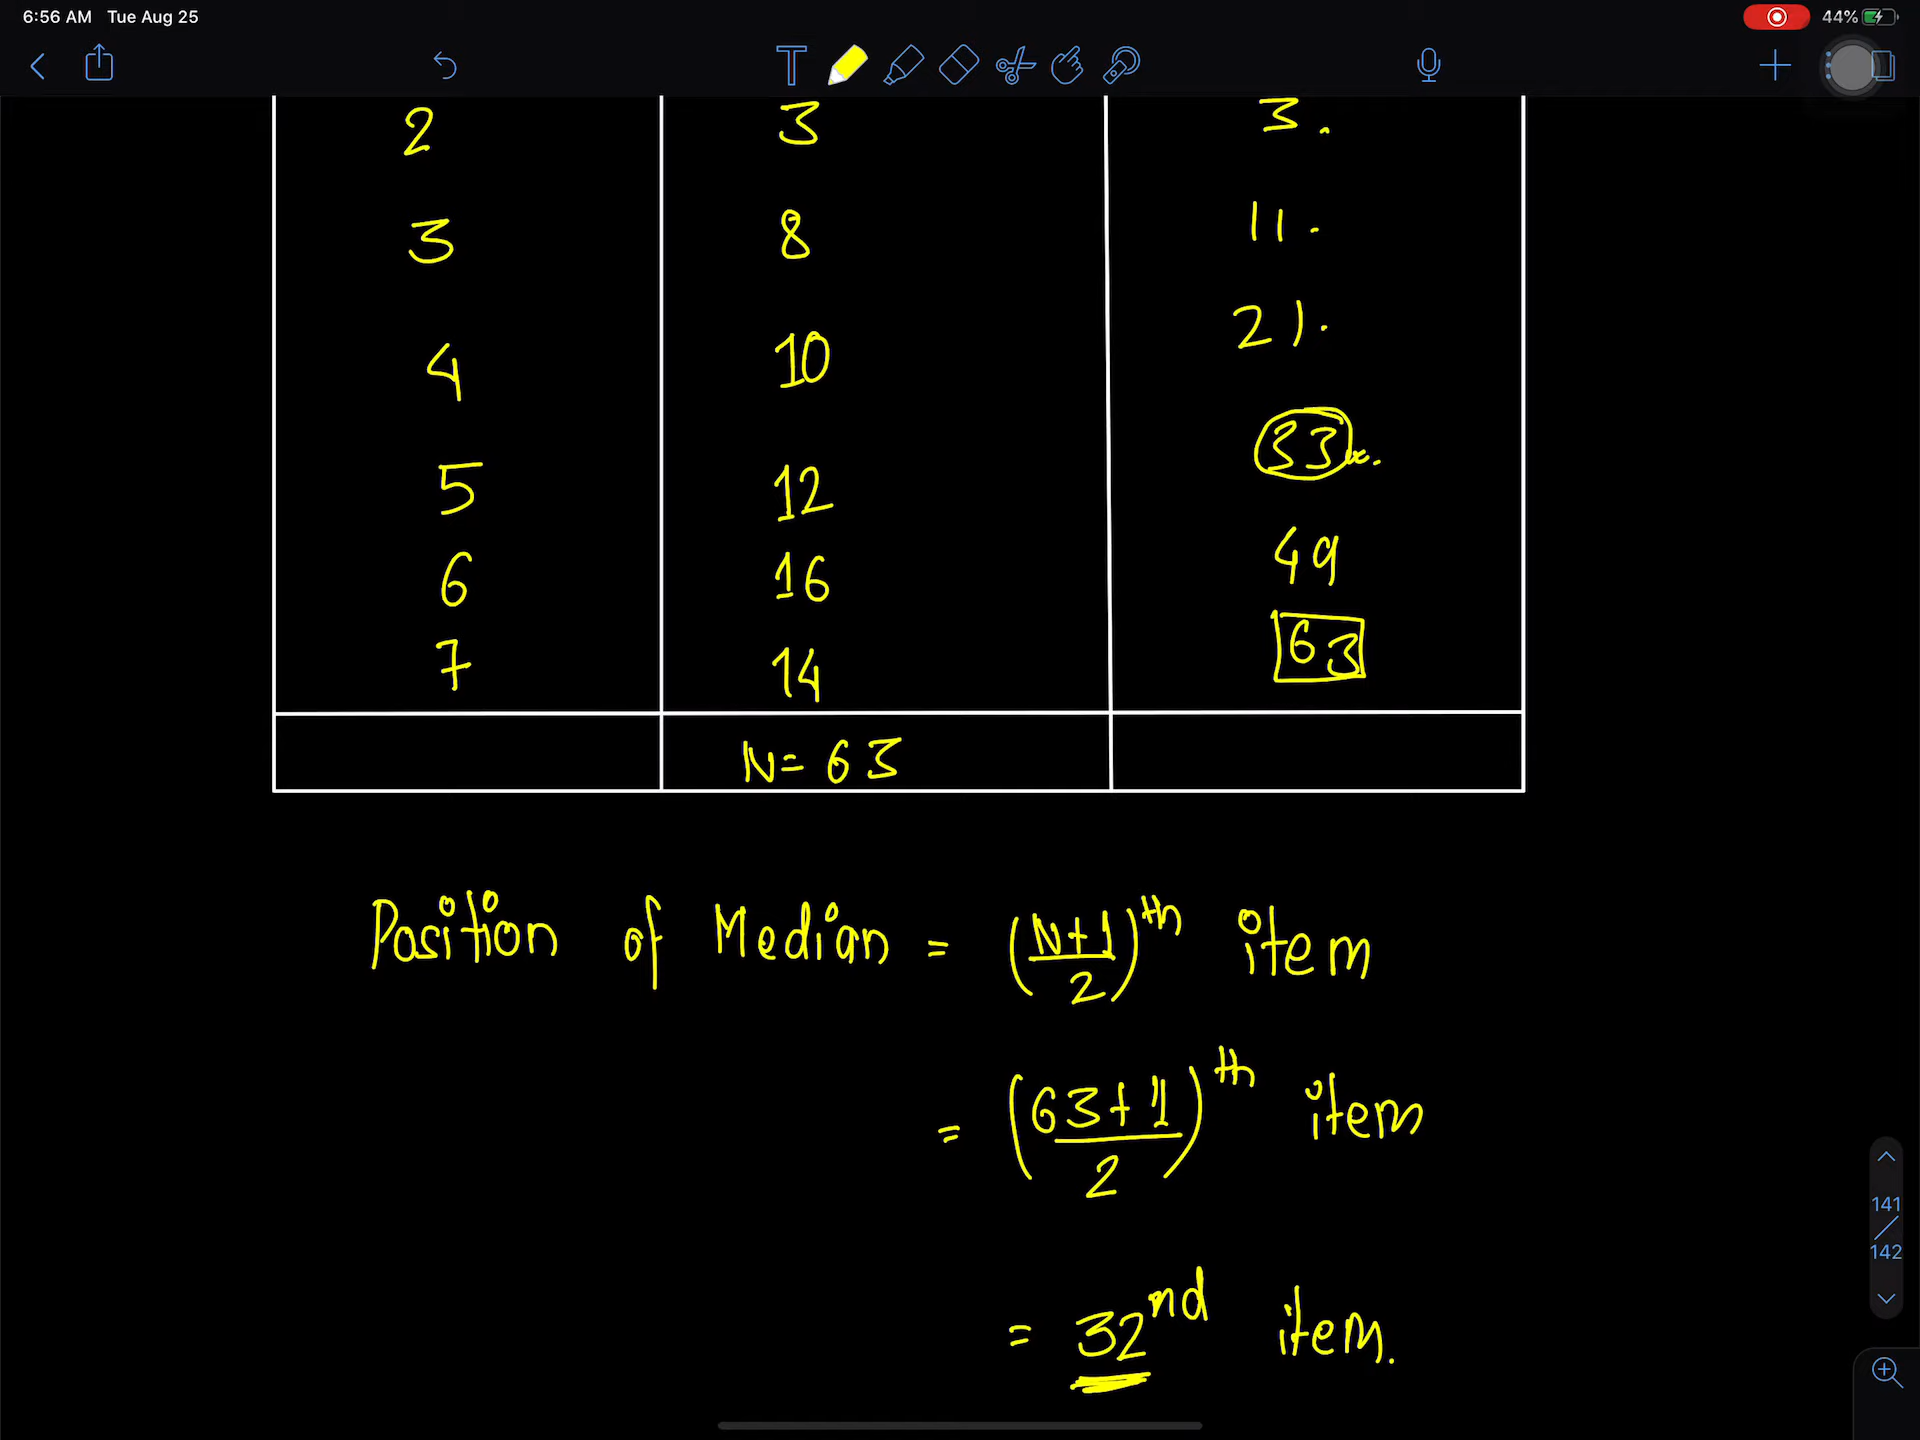 6:56 AM Tue Aug 25
44%
T
2 3 3.
3 8 11.
4 10 21.
5 12 33.
6 16 49
7 14 63
N= 63
Position of Median = (N+1/2)th item
= (63+1/2)th item
= 32nd item.
141
142